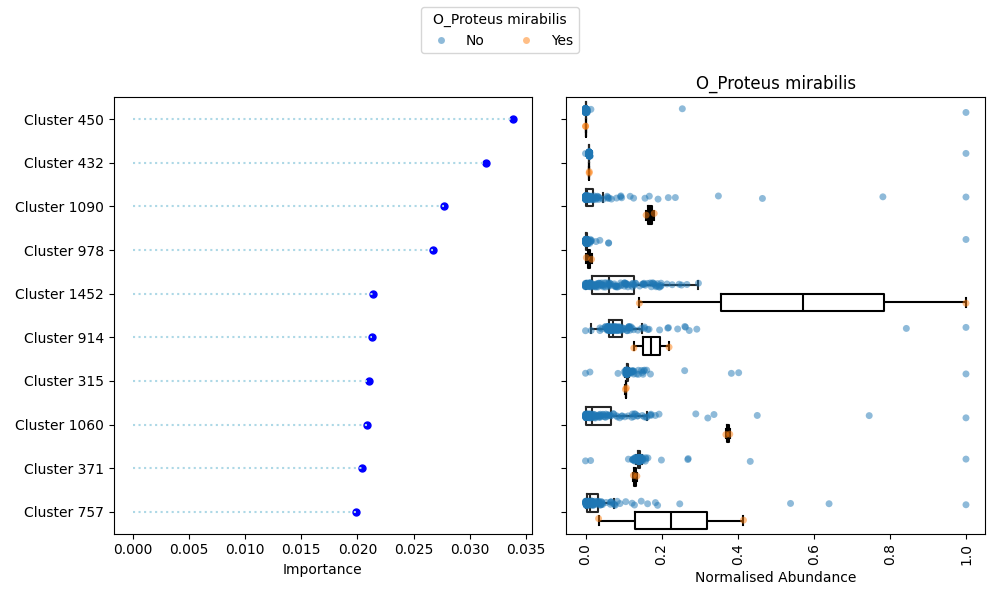 O_Proteus mirabilis
No Yes
O_Proteus mirabilis
Cluster 450
Cluster 432
Cluster 1090
Cluster 978
Cluster 1452
Cluster 914
Cluster 315
Cluster 1060
Cluster 371
Cluster 757
0.000 0.005 0.010 0.015 0.020 0.025 0.030 0.035
Importance
0.0 0.2 0.4 0.6 0.8 1.0
Normalised Abundance